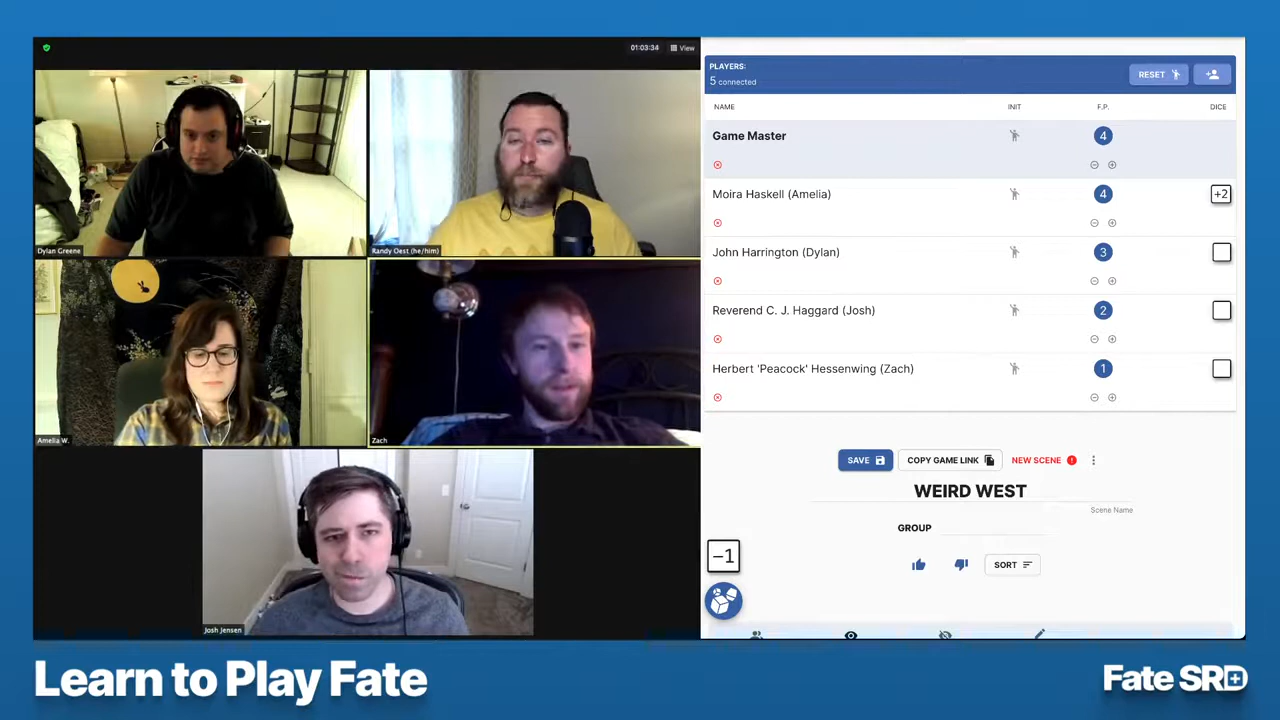 01:03:34
View
Dylan Greene
Randy Oest (he/him)
Amelia W.
Zach
Josh Jensen
PLAYERS:
5 connected
RESET
NAME INIT F.P. DICE
Game Master 4
Moira Haskell (Amelia) 4 +2
John Harrington (Dylan) 3
Reverend C. J. Haggard (Josh) 2
Herbert 'Peacock' Hessenwing (Zach) 1
SAVE COPY GAME LINK NEW SCENE
WEIRD WEST
Scene Name
GROUP
−1
SORT
Learn to Play Fate
Fate SRD